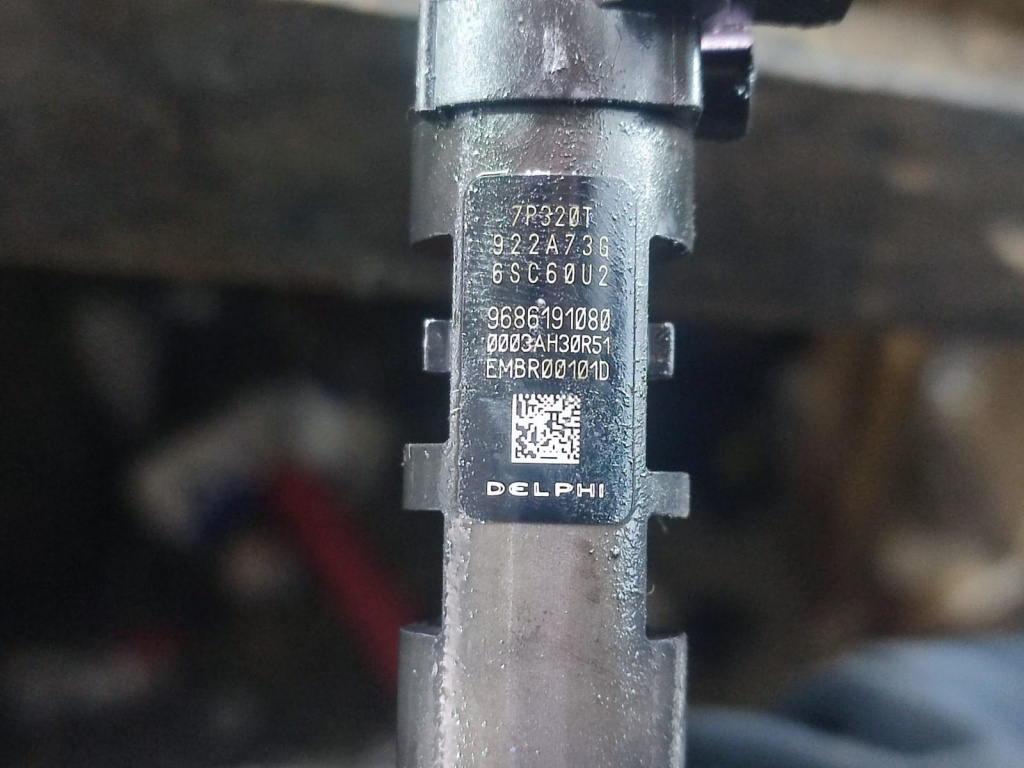 7P320T
922A73G
6SC60U2
9686191080
0003AH30R51
EMBR00101D
DELPHI